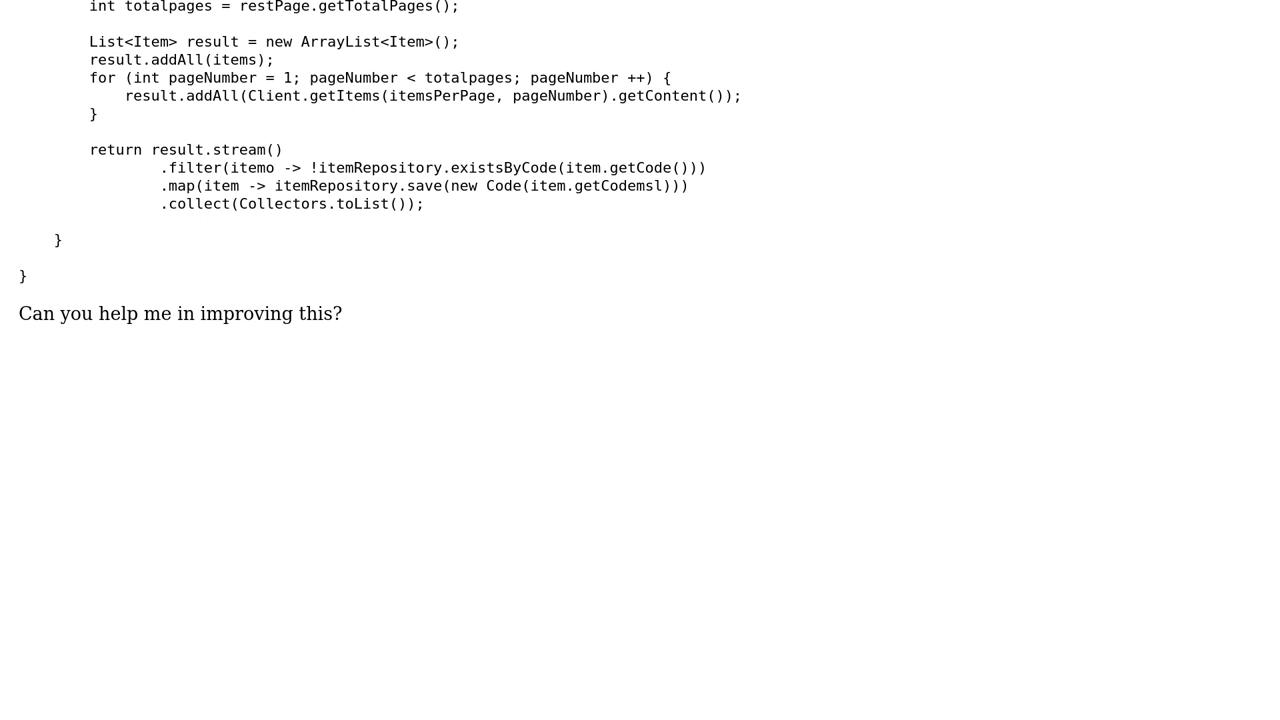 int totalpages = restPage.getTotalPages();
List<Item> result = new ArrayList<Item>();
result.addAll(items);
for (int pageNumber = 1; pageNumber < totalpages; pageNumber ++) {
result.addAll(Client.getItems(itemsPerPage, pageNumber).getContent());
}
return result.stream()
.filter(itemo -> !itemRepository.existsByCode(item.getCode()))
.map(item -> itemRepository.save(new Code(item.getCodemsl)))
.collect(Collectors.toList());
}
}
Can you help me in improving this?